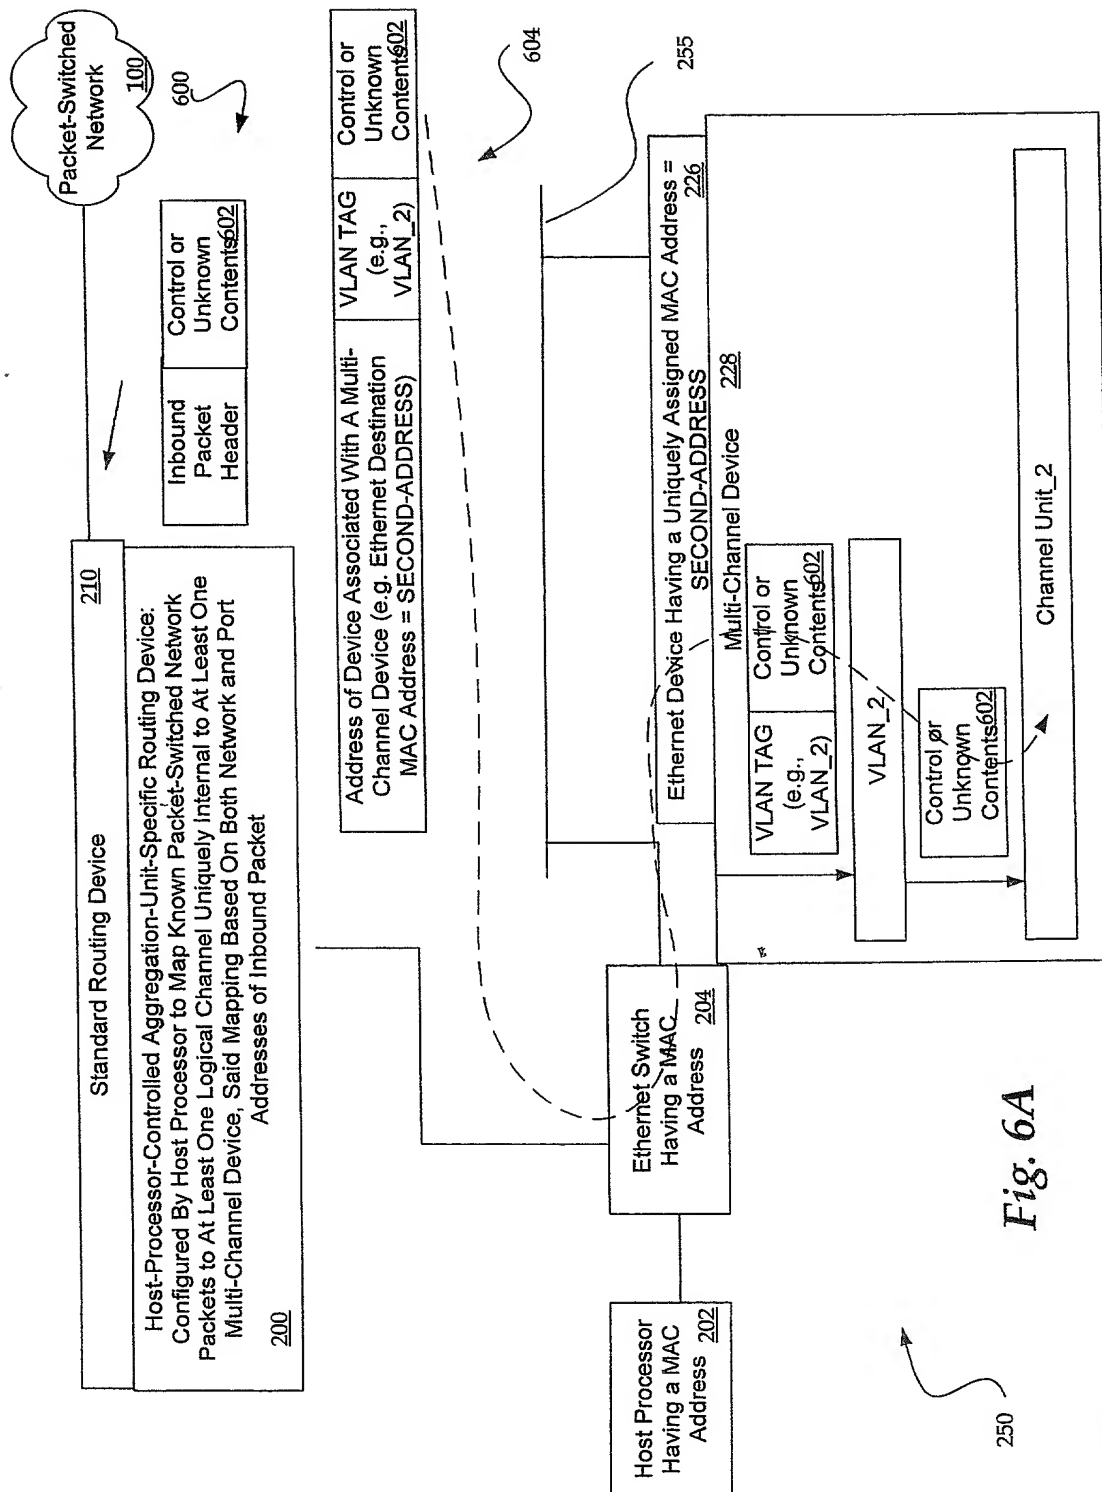 Packet-Switched
Network
100
600
Standard Routing Device
210
Host-Processor-Controlled Aggregation-Unit-Specific Routing Device:
Configured By Host Processor to Map Known Packet-Switched Network
Packets to At Least One Logical Channel Uniquely Internal to At Least One
Multi-Channel Device, Said Mapping Based On Both Network and Port
Addresses of Inbound Packet
200
Inbound
Packet
Header
Control or
Unknown
Contents602
Address of Device Associated With A Multi-
Channel Device (e.g. Ethernet Destination
MAC Address = SECOND-ADDRESS)
VLAN TAG
(e.g.,
VLAN_2)
Control or
Unknown
Contents602
604
255
Host Processor
Having a MAC
Address
202
Ethernet Switch
Having a MAC
Address
204
Ethernet Device Having a Uniquely Assigned MAC Address =
SECOND-ADDRESS
226
Multi-Channel Device
228
VLAN TAG
(e.g.,
VLAN_2)
Control or
Unknown
Contents602
VLAN_2
Control or
Unknown
Contents602
Channel Unit_2
250
Fig. 6A